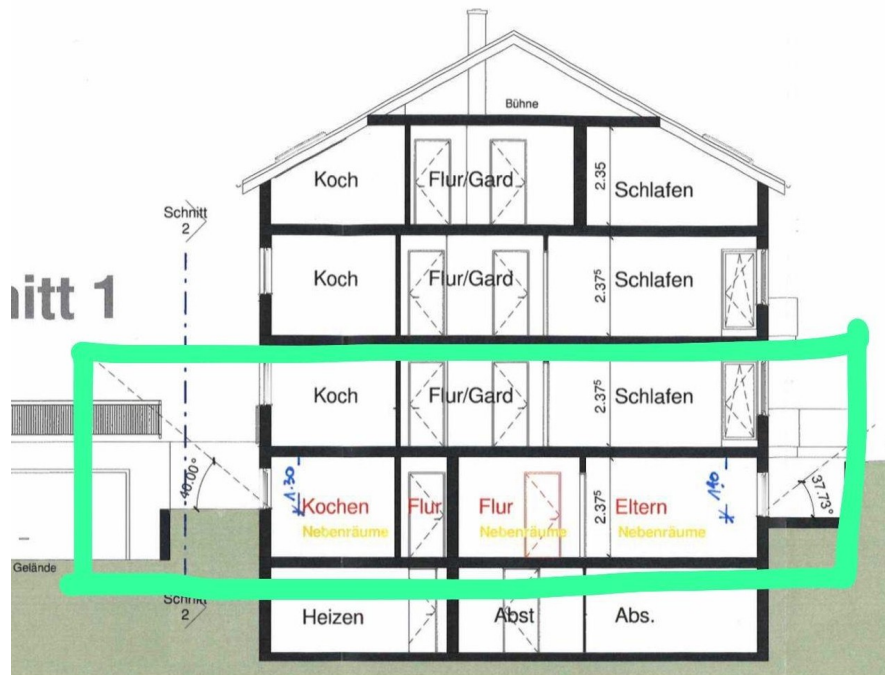 Bühne
Koch Flur/Gard 2.35 Schlafen
Schnitt
2
Koch Flur/Gard 2.37⁵ Schlafen
nitt 1
Koch Flur/Gard 2.37⁵ Schlafen
40.00° 1.30 Kochen Flur Flur 2.37⁵ Eltern 1.90 37.73°
Nebenräume Nebenräume Nebenräume
Gelände
Schnitt
2
Heizen Abst Abs.